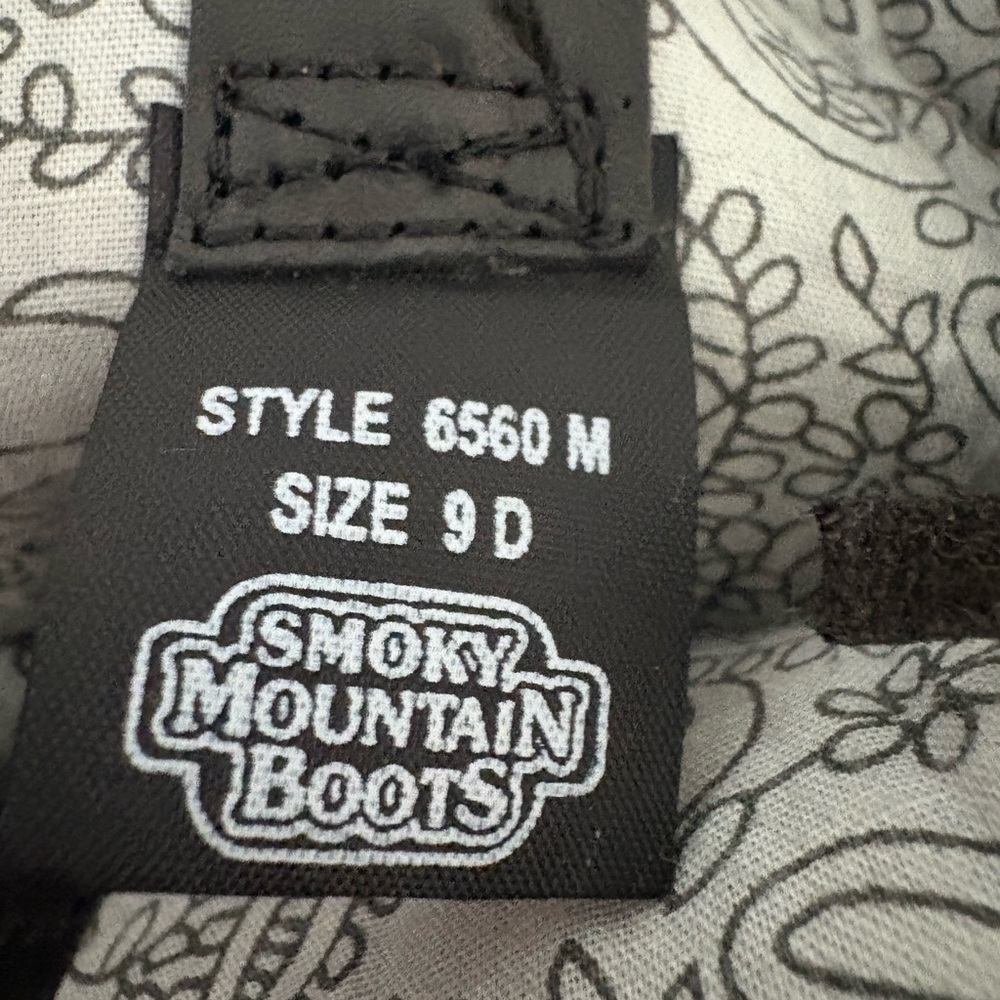 STYLE 6560 M
SIZE 9 D
SMOKY
MOUNTAIN
BOOTS